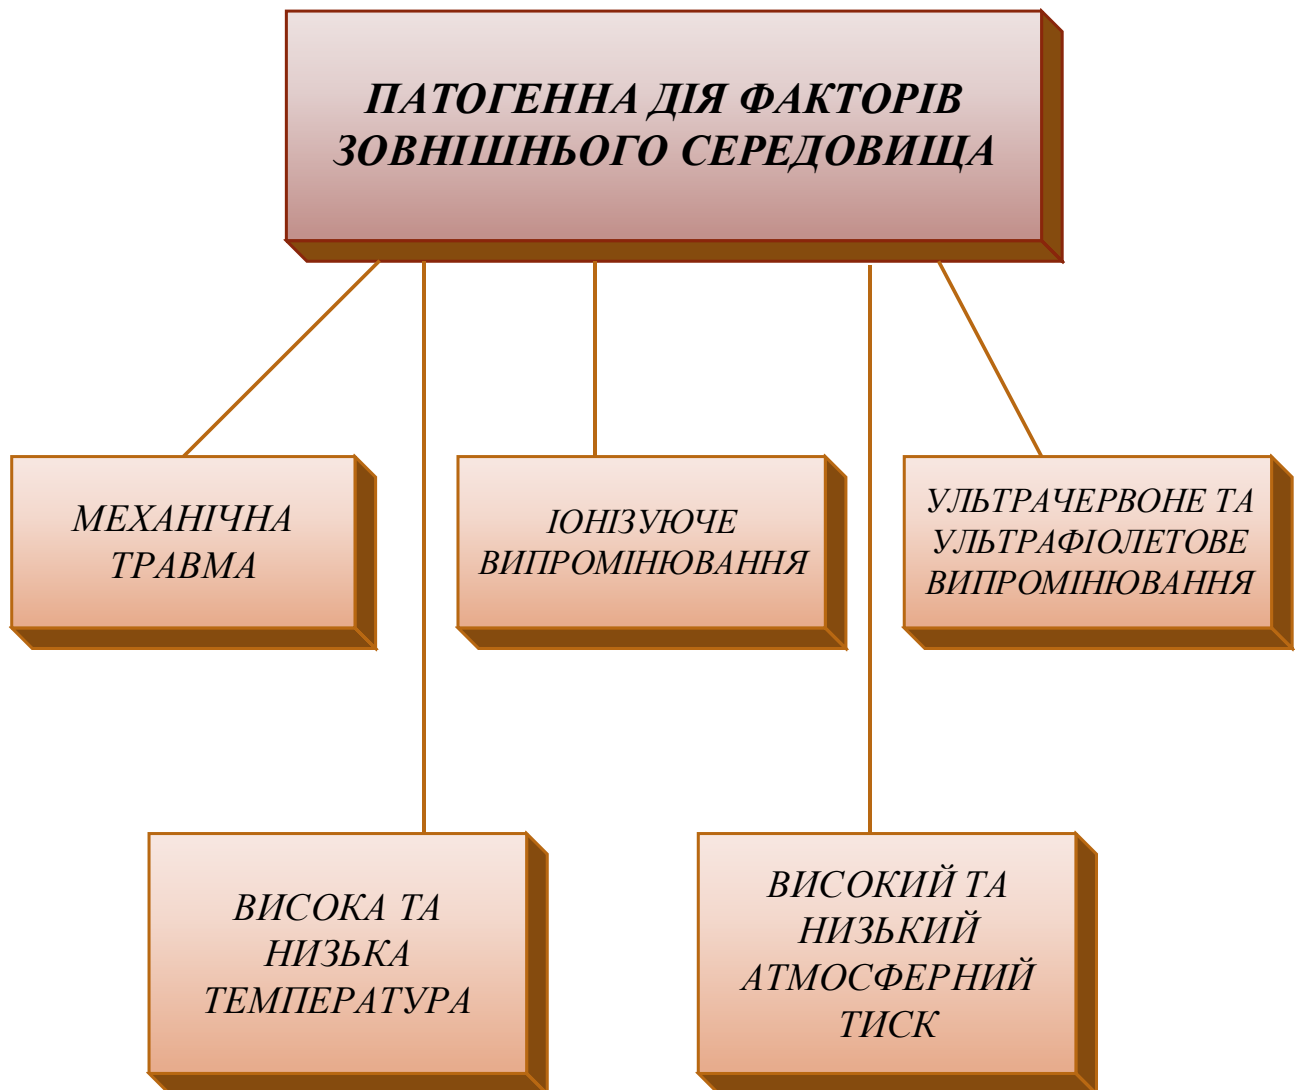 ПАТОГЕННА ДІЯ ФАКТОРІВ
ЗОВНІШНЬОГО СЕРЕДОВИЩА
МЕХАНІЧНА
ТРАВМА
ІОНІЗУЮЧЕ
ВИПРОМІНЮВАННЯ
УЛЬТРАЧЕРВОНЕ ТА
УЛЬТРАФІОЛЕТОВЕ
ВИПРОМІНЮВАННЯ
ВИСОКА ТА
НИЗЬКА
ТЕМПЕРАТУРА
ВИСОКИЙ ТА
НИЗЬКИЙ
АТМОСФЕРНИЙ
ТИСК